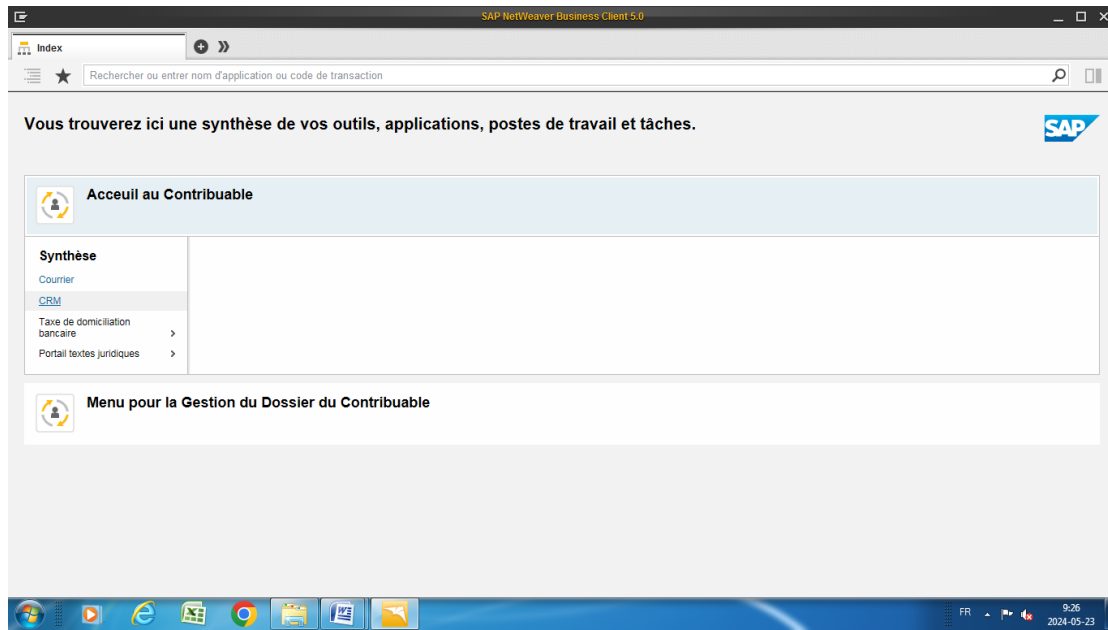 SAP NetWeaver Business Client 5.0
Index
Rechercher ou entrer nom d'application ou code de transaction
Vous trouverez ici une synthèse de vos outils, applications, postes de travail et tâches.
SAP
Acceuil au Contribuable
Synthèse
Courrier
CRM
Taxe de domiciliation
bancaire
Portail textes juridiques
Menu pour la Gestion du Dossier du Contribuable
FR
9:26
2024-05-23